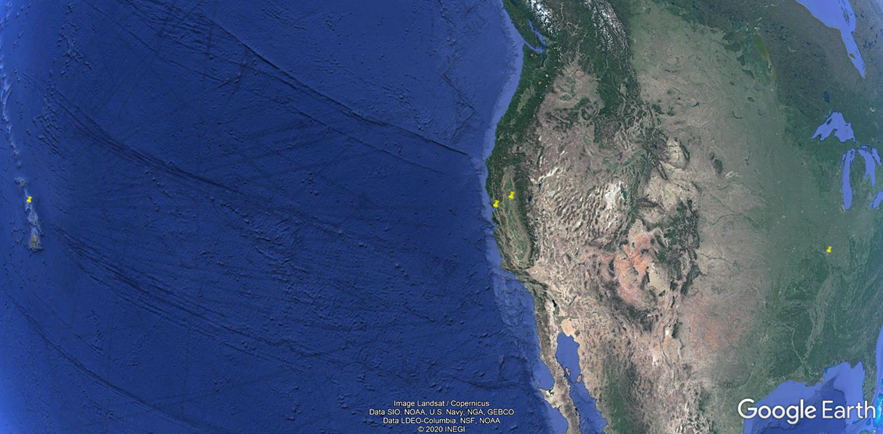 Image Landsat / Copernicus
Data SIO, NOAA, U.S. Navy, NGA, GEBCO
Data LDEO-Columbia, NSF, NOAA
© 2020 INEGI
Google Earth